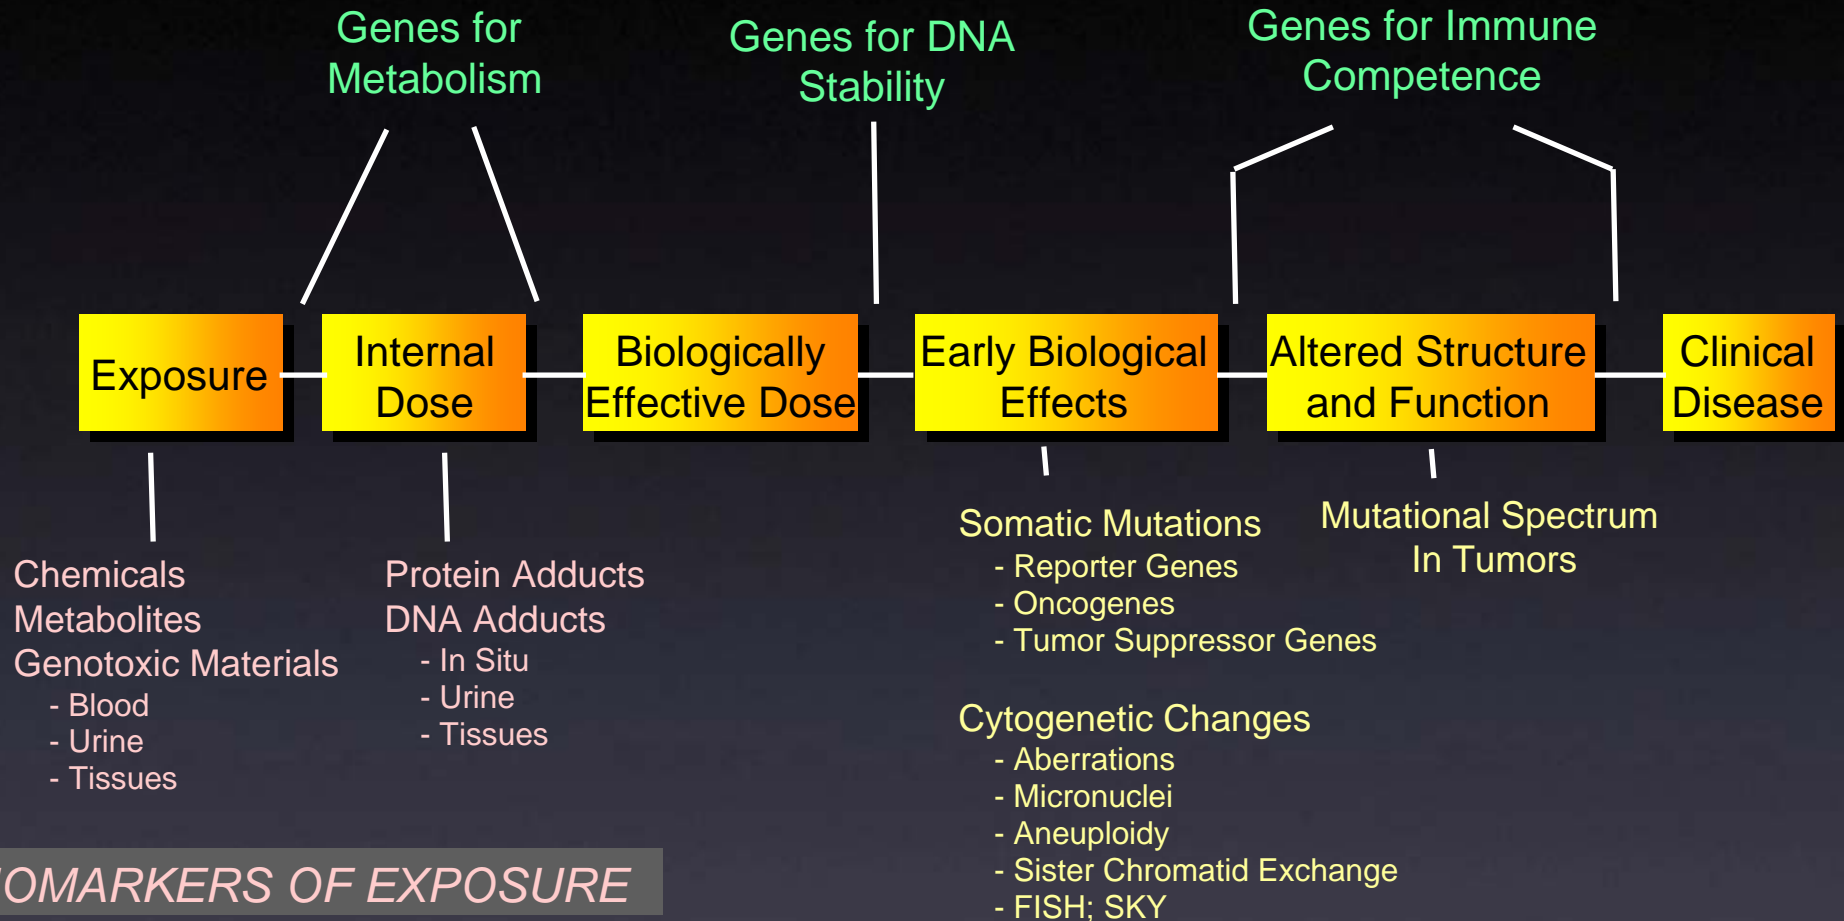 Genes for
Metabolism
Genes for DNA
Stability
Genes for Immune
Competence
Exposure
Internal
Dose
Biologically
Effective Dose
Early Biological
Effects
Altered Structure
and Function
Clinical
Disease
Chemicals
Metabolites
Genotoxic Materials
- Blood
- Urine
- Tissues
Protein Adducts
DNA Adducts
- In Situ
- Urine
- Tissues
Somatic Mutations
- Reporter Genes
- Oncogenes
- Tumor Suppressor Genes
Cytogenetic Changes
- Aberrations
- Micronuclei
- Aneuploidy
- Sister Chromatid Exchange
- FISH; SKY
Mutational Spectrum
In Tumors
OMARKERS OF EXPOSURE